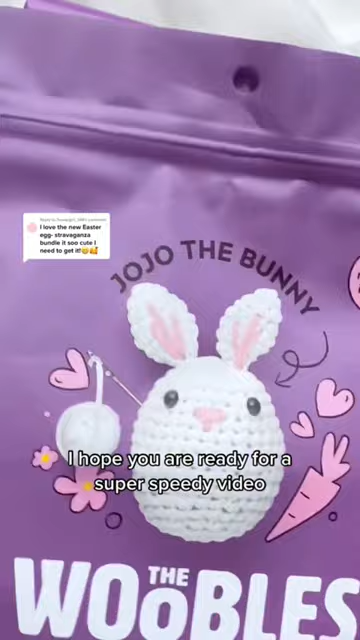 I love the new Easter
egg- stravaganza
bundle it soo cute I
need to get it!😍🥰
JOJO THE BUNNY
I hope you are ready for a
super speedy video
THE
WOOBLES